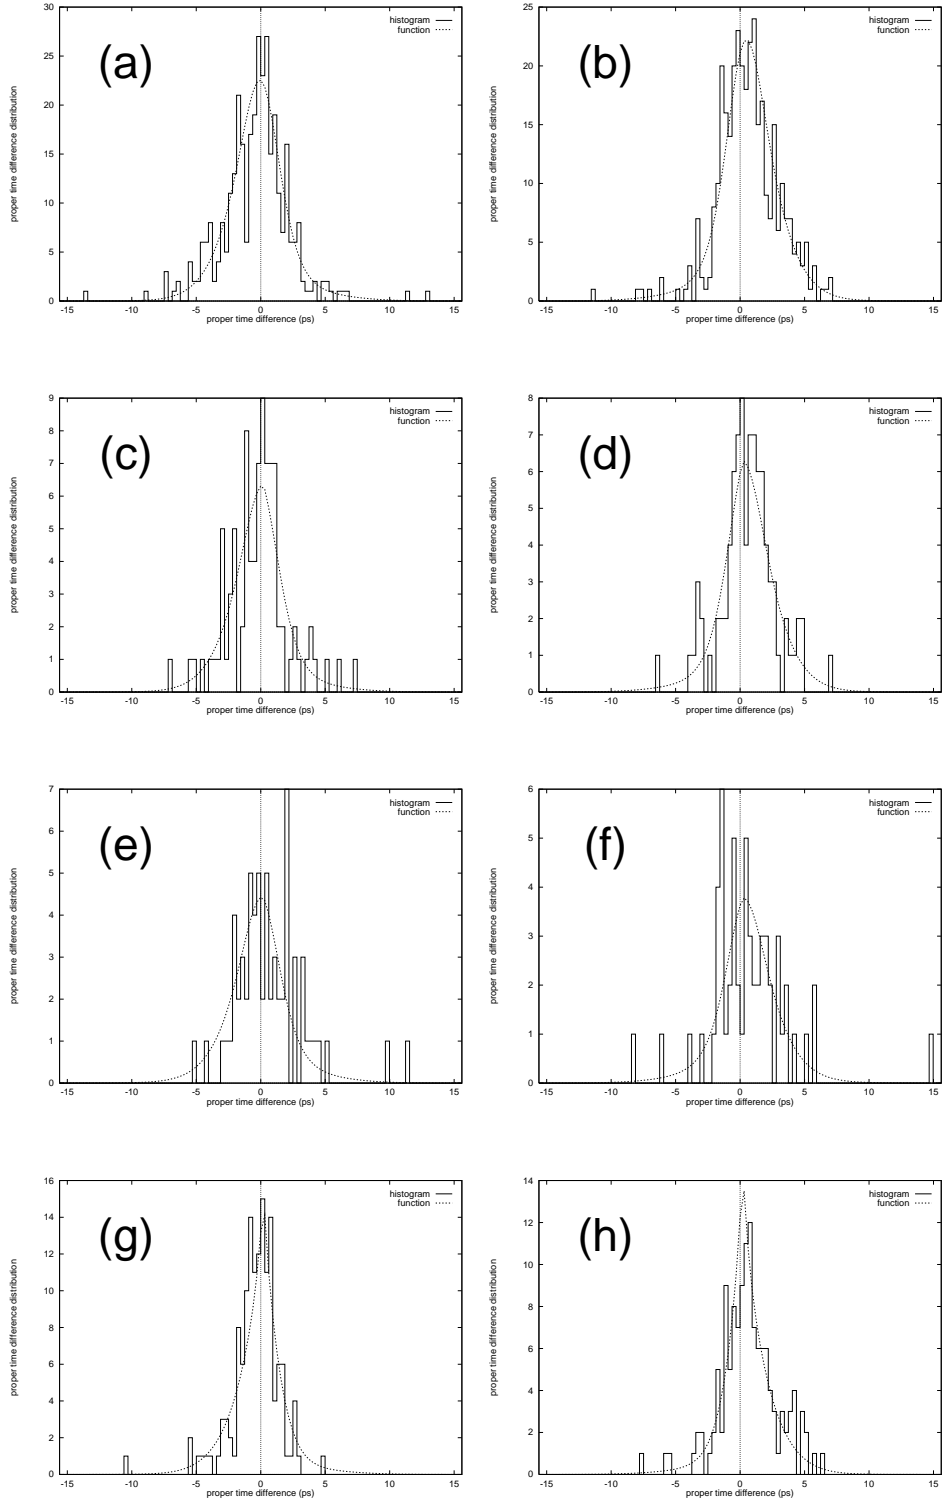 30
25
20
15
10
5
0
-15 -10 -5 0 5 10 15
proper time difference distribution
proper time difference (ps)
(a)
histogram
function
25
20
15
10
5
0
-15 -10 -5 0 5 10 15
proper time difference distribution
proper time difference (ps)
(b)
histogram
function
9
8
7
6
5
4
3
2
1
0
-15 -10 -5 0 5 10 15
proper time difference distribution
proper time difference (ps)
(c)
histogram
function
8
7
6
5
4
3
2
1
0
-15 -10 -5 0 5 10 15
proper time difference distribution
proper time difference (ps)
(d)
histogram
function
7
6
5
4
3
2
1
0
-15 -10 -5 0 5 10 15
proper time difference distribution
proper time difference (ps)
(e)
histogram
function
6
5
4
3
2
1
0
-15 -10 -5 0 5 10 15
proper time difference distribution
proper time difference (ps)
(f)
histogram
function
16
14
12
10
8
6
4
2
0
-15 -10 -5 0 5 10 15
proper time difference distribution
proper time difference (ps)
(g)
histogram
function
14
12
10
8
6
4
2
0
-15 -10 -5 0 5 10 15
proper time difference distribution
proper time difference (ps)
(h)
histogram
function